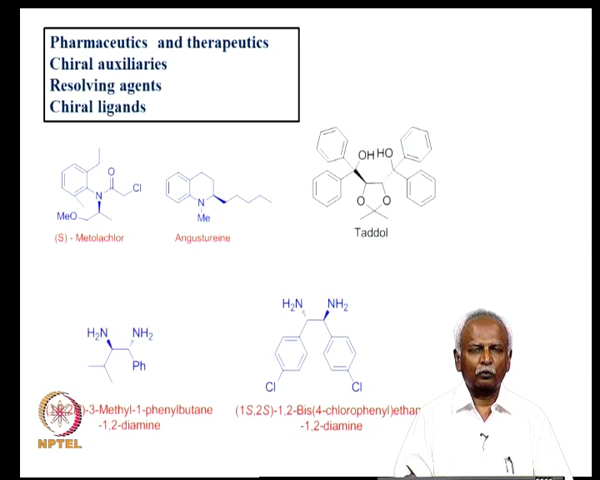 Pharmaceutics and therapeutics
Chiral auxiliaries
Resolving agents
Chiral ligands
O
N
Cl
MeO
(S) - Metolachlor
N
Me
Angustureine
OH HO
O O
Taddol
H₂N NH₂
Ph
-3-Methyl-1-phenylbutane
-1,2-diamine
H₂N NH₂
Cl Cl
(1S,2S)-1,2-Bis(4-chlorophenyl)ethan
-1,2-diamine
NPTEL